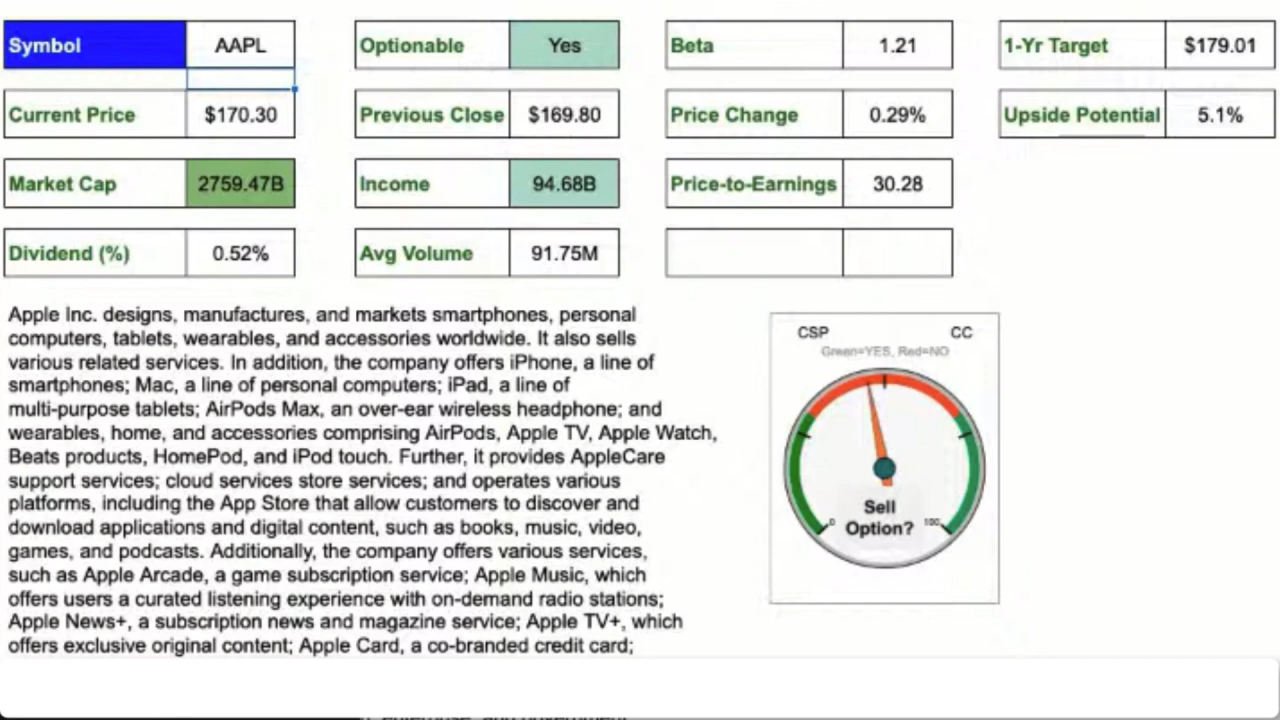 Symbol AAPL Optionable Yes Beta 1.21 1-Yr Target $179.01
Current Price $170.30 Previous Close $169.80 Price Change 0.29% Upside Potential 5.1%
Market Cap 2759.47B Income 94.68B Price-to-Earnings 30.28
Dividend (%) 0.52% Avg Volume 91.75M
Apple Inc. designs, manufactures, and markets smartphones, personal
computers, tablets, wearables, and accessories worldwide. It also sells
various related services. In addition, the company offers iPhone, a line of
smartphones; Mac, a line of personal computers; iPad, a line of
multi-purpose tablets; AirPods Max, an over-ear wireless headphone; and
wearables, home, and accessories comprising AirPods, Apple TV, Apple Watch,
Beats products, HomePod, and iPod touch. Further, it provides AppleCare
support services; cloud services store services; and operates various
platforms, including the App Store that allow customers to discover and
download applications and digital content, such as books, music, video,
games, and podcasts. Additionally, the company offers various services,
such as Apple Arcade, a game subscription service; Apple Music, which
offers users a curated listening experience with on-demand radio stations;
Apple News+, a subscription news and magazine service; Apple TV+, which
offers exclusive original content; Apple Card, a co-branded credit card;
CSP CC
Green=YES, Red=NO
Sell
Option?
0 100